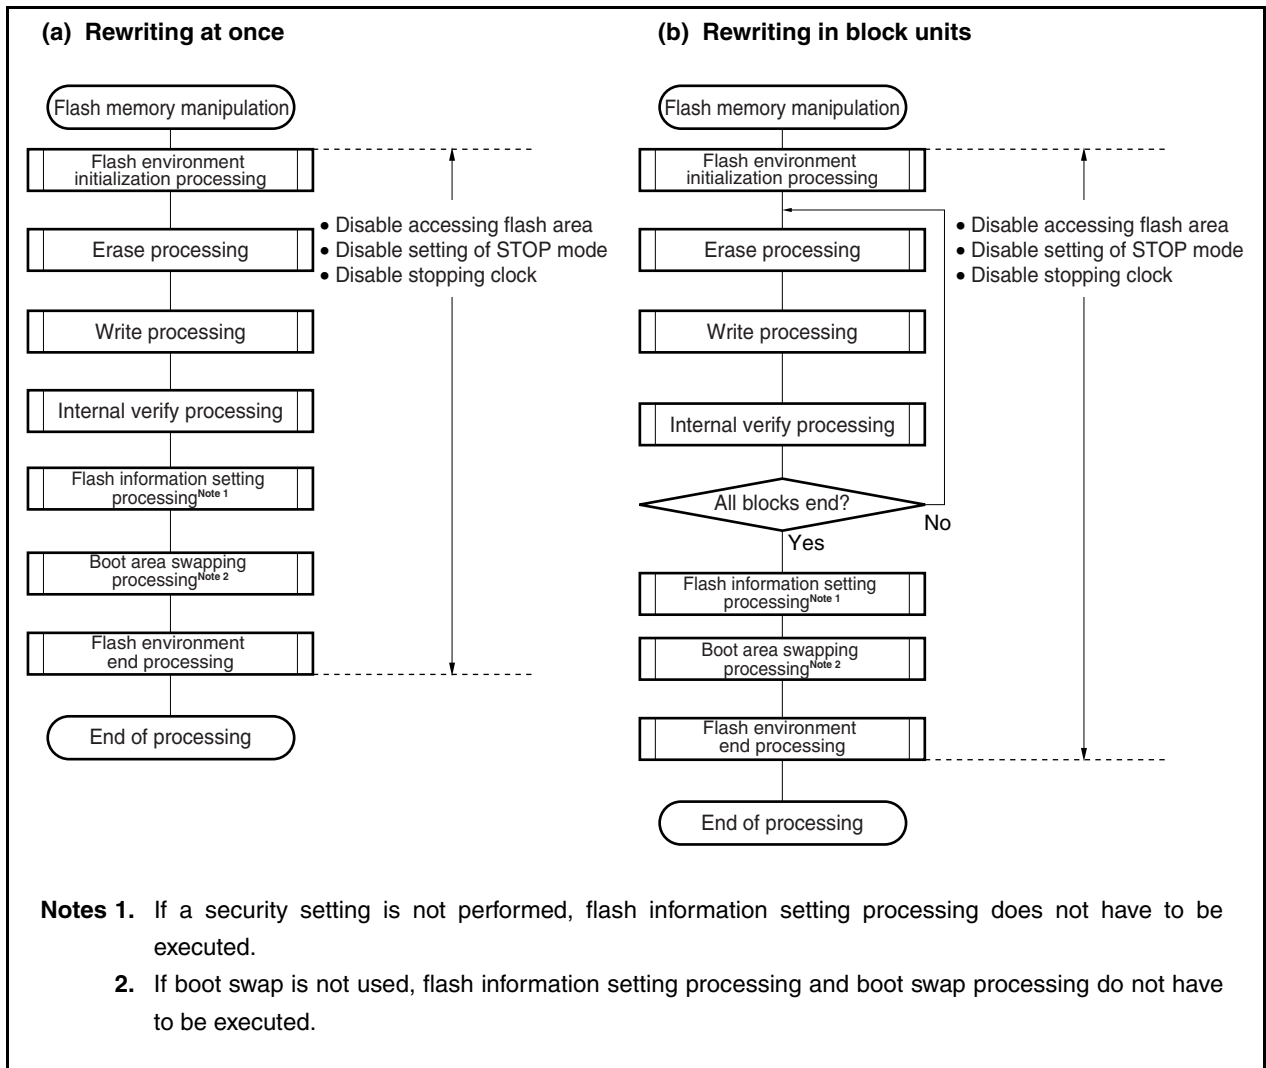 (a) Rewriting at once
Flash memory manipulation
Flash environment
initialization processing
Erase processing
Write processing
Internal verify processing
Flash information setting
processingNote 1
Boot area swapping
processingNote 2
Flash environment
end processing
End of processing
• Disable accessing flash area
• Disable setting of STOP mode
• Disable stopping clock
(b) Rewriting in block units
Flash memory manipulation
Flash environment
initialization processing
Erase processing
Write processing
Internal verify processing
All blocks end?
No
Yes
Flash information setting
processingNote 1
Boot area swapping
processingNote 2
Flash environment
end processing
End of processing
• Disable accessing flash area
• Disable setting of STOP mode
• Disable stopping clock
Notes 1. If a security setting is not performed, flash information setting processing does not have to be
executed.
2. If boot swap is not used, flash information setting processing and boot swap processing do not have
to be executed.